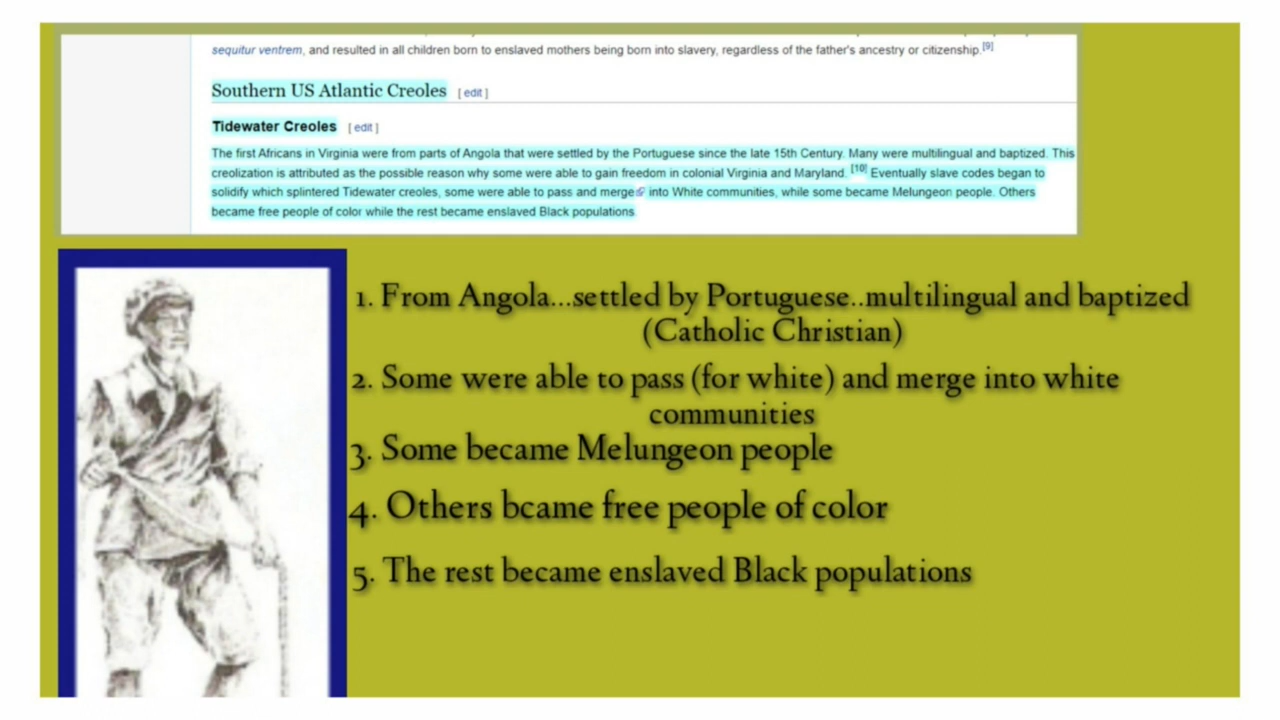 sequitur ventrem, and resulted in all children born to enslaved mothers being born into slavery, regardless of the father's ancestry or citizenship.[9]
Southern US Atlantic Creoles [ edit ]
Tidewater Creoles [ edit ]
The first Africans in Virginia were from parts of Angola that were settled by the Portuguese since the late 15th Century. Many were multilingual and baptized. This
creolization is attributed as the possible reason why some were able to gain freedom in colonial Virginia and Maryland. [10] Eventually slave codes began to
solidify which splintered Tidewater creoles, some were able to pass and merge into White communities, while some became Melungeon people. Others
became free people of color while the rest became enslaved Black populations
1. From Angola...settled by Portuguese..multilingual and baptized
(Catholic Christian)
2. Some were able to pass (for white) and merge into white
communities
3. Some became Melungeon people
4. Others bcame free people of color
5. The rest became enslaved Black populations